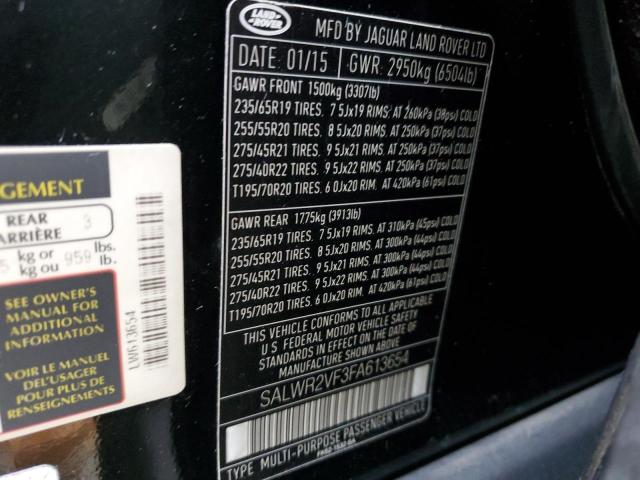 LAND-
ROVER
MFD BY JAGUAR LAND ROVER LTD
DATE: 01/15 GWR: 2950kg (6504lb)
GAWR FRONT 1500kg (3307lb)
235/65R19 TIRES. 7 5Jx19 RIMS. AT 260kPa (38psi) COLD
255/55R20 TIRES. 8 5Jx20 RIMS. AT 250kPa (37psi) COLD
275/45R21 TIRES. 9 5Jx21 RIMS. AT 250kPa (37psi) COLD
275/40R22 TIRES. 9 5Jx22 RIMS. AT 250kPa (37psi) COLD
T195/70R20 TIRES. 6 0Jx20 RIM. AT 420kPa (61psi) COLD
GAWR REAR 1775kg (3913lb)
235/65R19 TIRES 7 5Jx19 RIMS. AT 310kPa (45psi) COLD
255/55R20 TIRES. 8 5Jx20 RIMS. AT 300kPa (44psi) COLD
275/45R21 TIRES. 9 5Jx21 RIMS. AT 300kPa (44psi) COLD
275/40R22 TIRES. 9 5Jx22 RIMS. AT 300kPa (44psi) COLD
T195/70R20 TIRES. 6 0Jx20 RIM. AT 420kPa (61psi) COLD
THIS VEHICLE CONFORMS TO ALL APPLICABLE
U S FEDERAL MOTOR VEHICLE SAFETY
STANDARDS IN EFFECT ON THE DATE OF
MANUFACTURE SHOWN ABOVE
SALWR2VF3FA613654
TYPE MULTI-PURPOSE PASSENGER VEHICLE
GEMENT
REAR 3
ARRIÈRE
5 kg or 959 lbs.
kg ou lb.
SEE OWNER'S
MANUAL FOR
ADDITIONAL
INFORMATION
VOIR LE MANUEL
DEL'USAGER
POUR PLUS DE
RENSEIGNEMENTS
LW613654